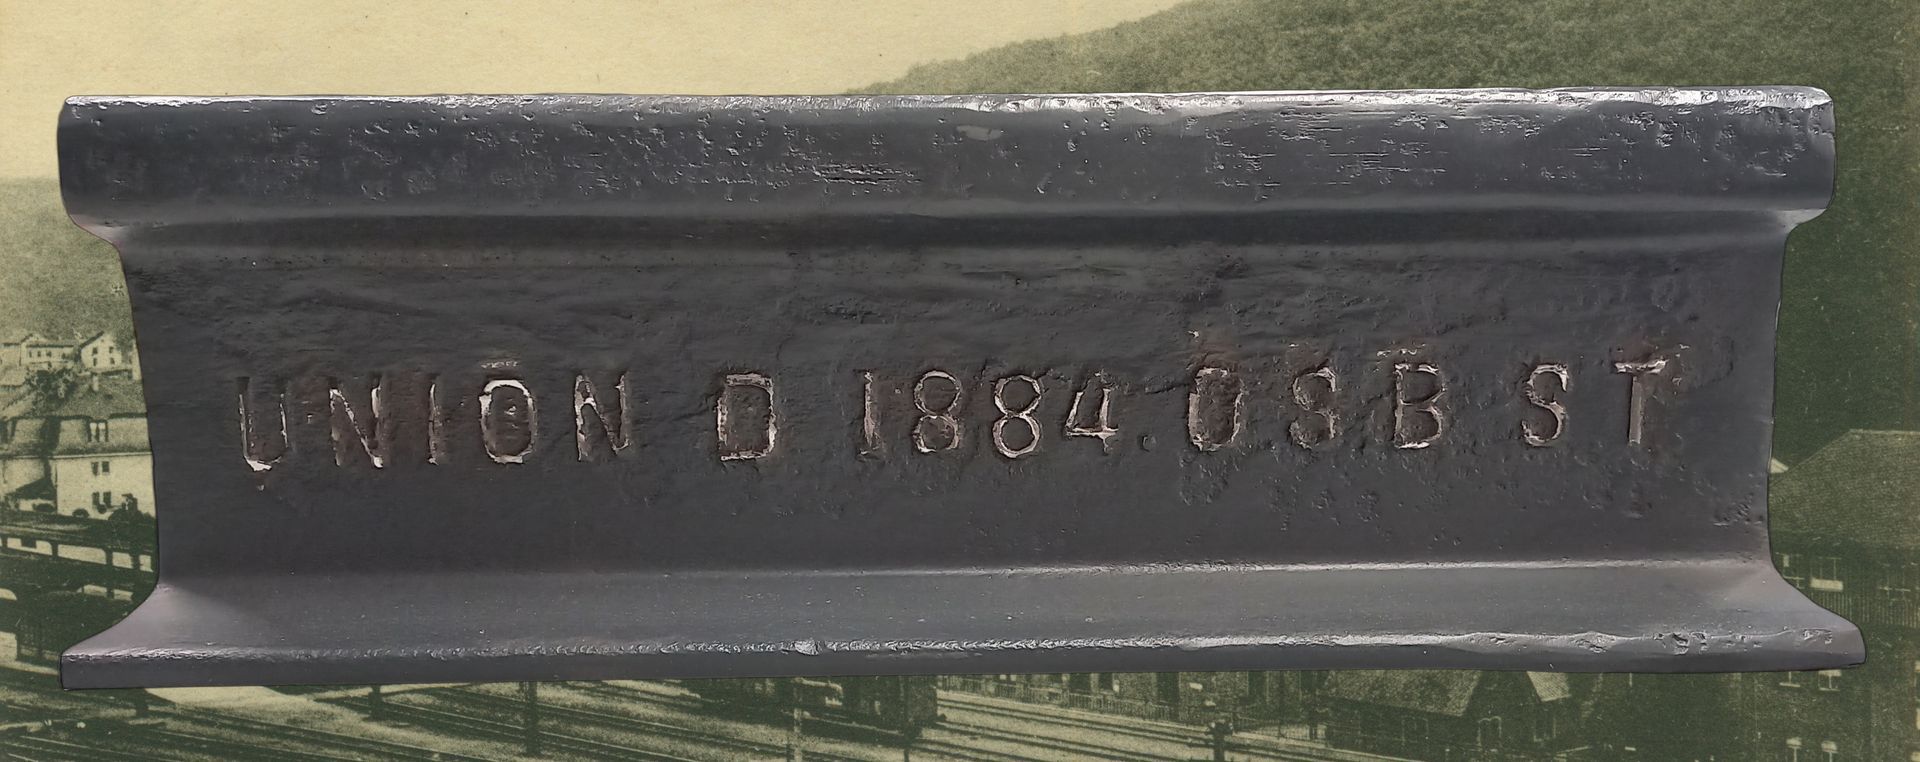 UNION D 1884 OSB ST